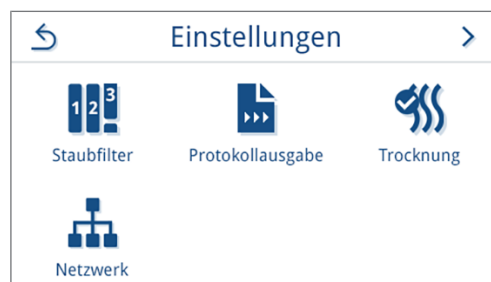 Einstellungen
1 2 3
Staubfilter Protokollausgabe Trocknung
Netzwerk